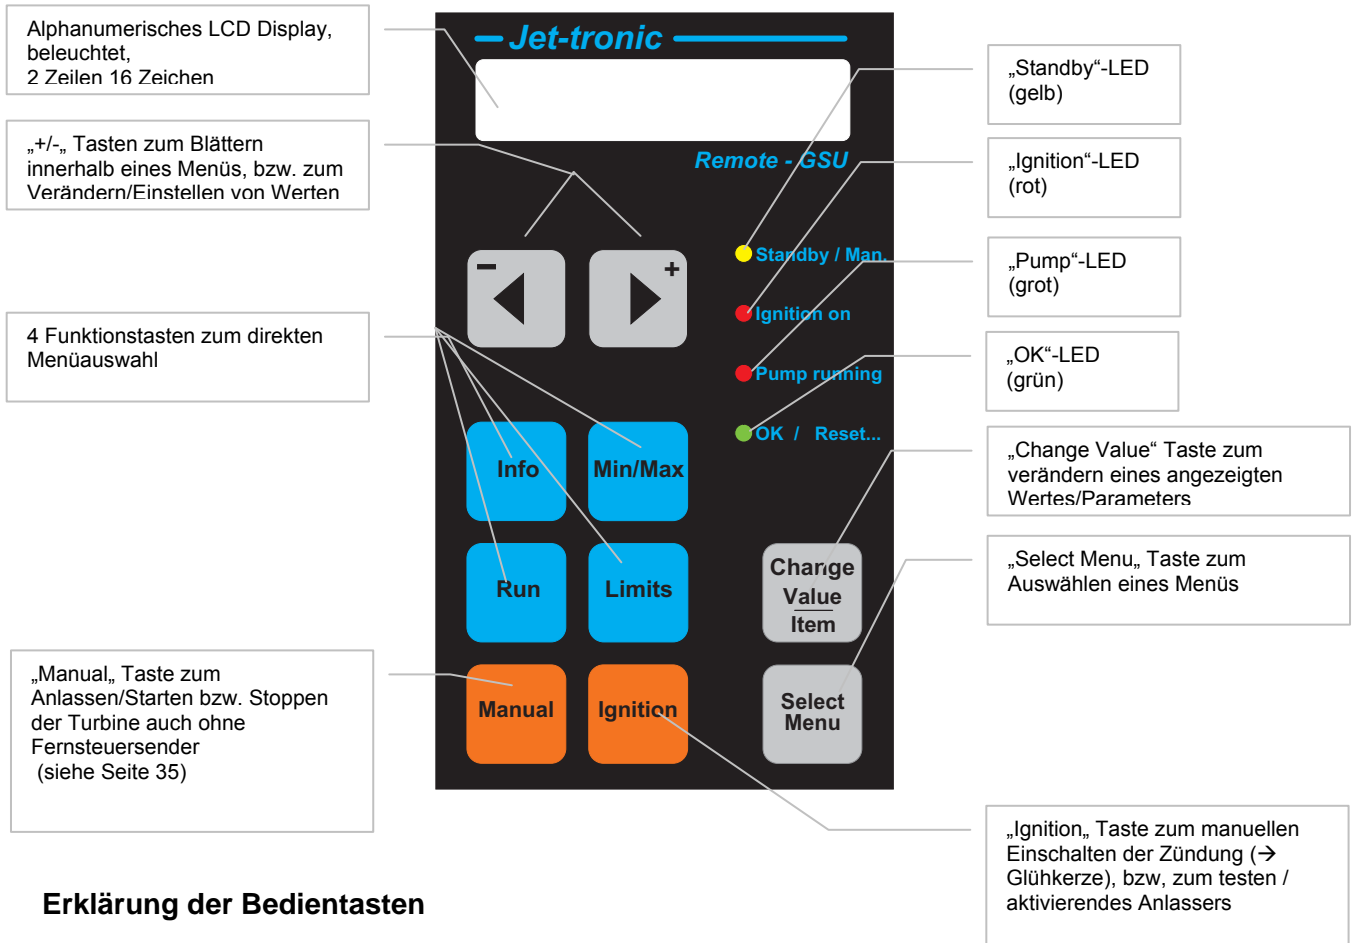 Alphanumerisches LCD Display,
beleuchtet,
2 Zeilen 16 Zeichen
„+/-„ Tasten zum Blättern
innerhalb eines Menüs, bzw. zum
Verändern/Einstellen von Werten
4 Funktionstasten zum direkten
Menüauswahl
„Manual„ Taste zum
Anlassen/Starten bzw. Stoppen
der Turbine auch ohne
Fernsteuersender
(siehe Seite 35)
Jet-tronic
Remote - GSU
-
+
Standby / Man.
Ignition on
Pump running
OK / Reset...
Info
Min/Max
Run
Limits
Change
Value
Item
Manual
Ignition
Select
Menu
„Standby“-LED
(gelb)
„Ignition“-LED
(rot)
„Pump“-LED
(grot)
„OK“-LED
(grün)
„Change Value“ Taste zum
verändern eines angezeigten
Wertes/Parameters
„Select Menu„ Taste zum
Auswählen eines Menüs
„Ignition„ Taste zum manuellen
Einschalten der Zündung (→
Glühkerze), bzw, zum testen /
aktivierendes Anlassers
Erklärung der Bedientasten